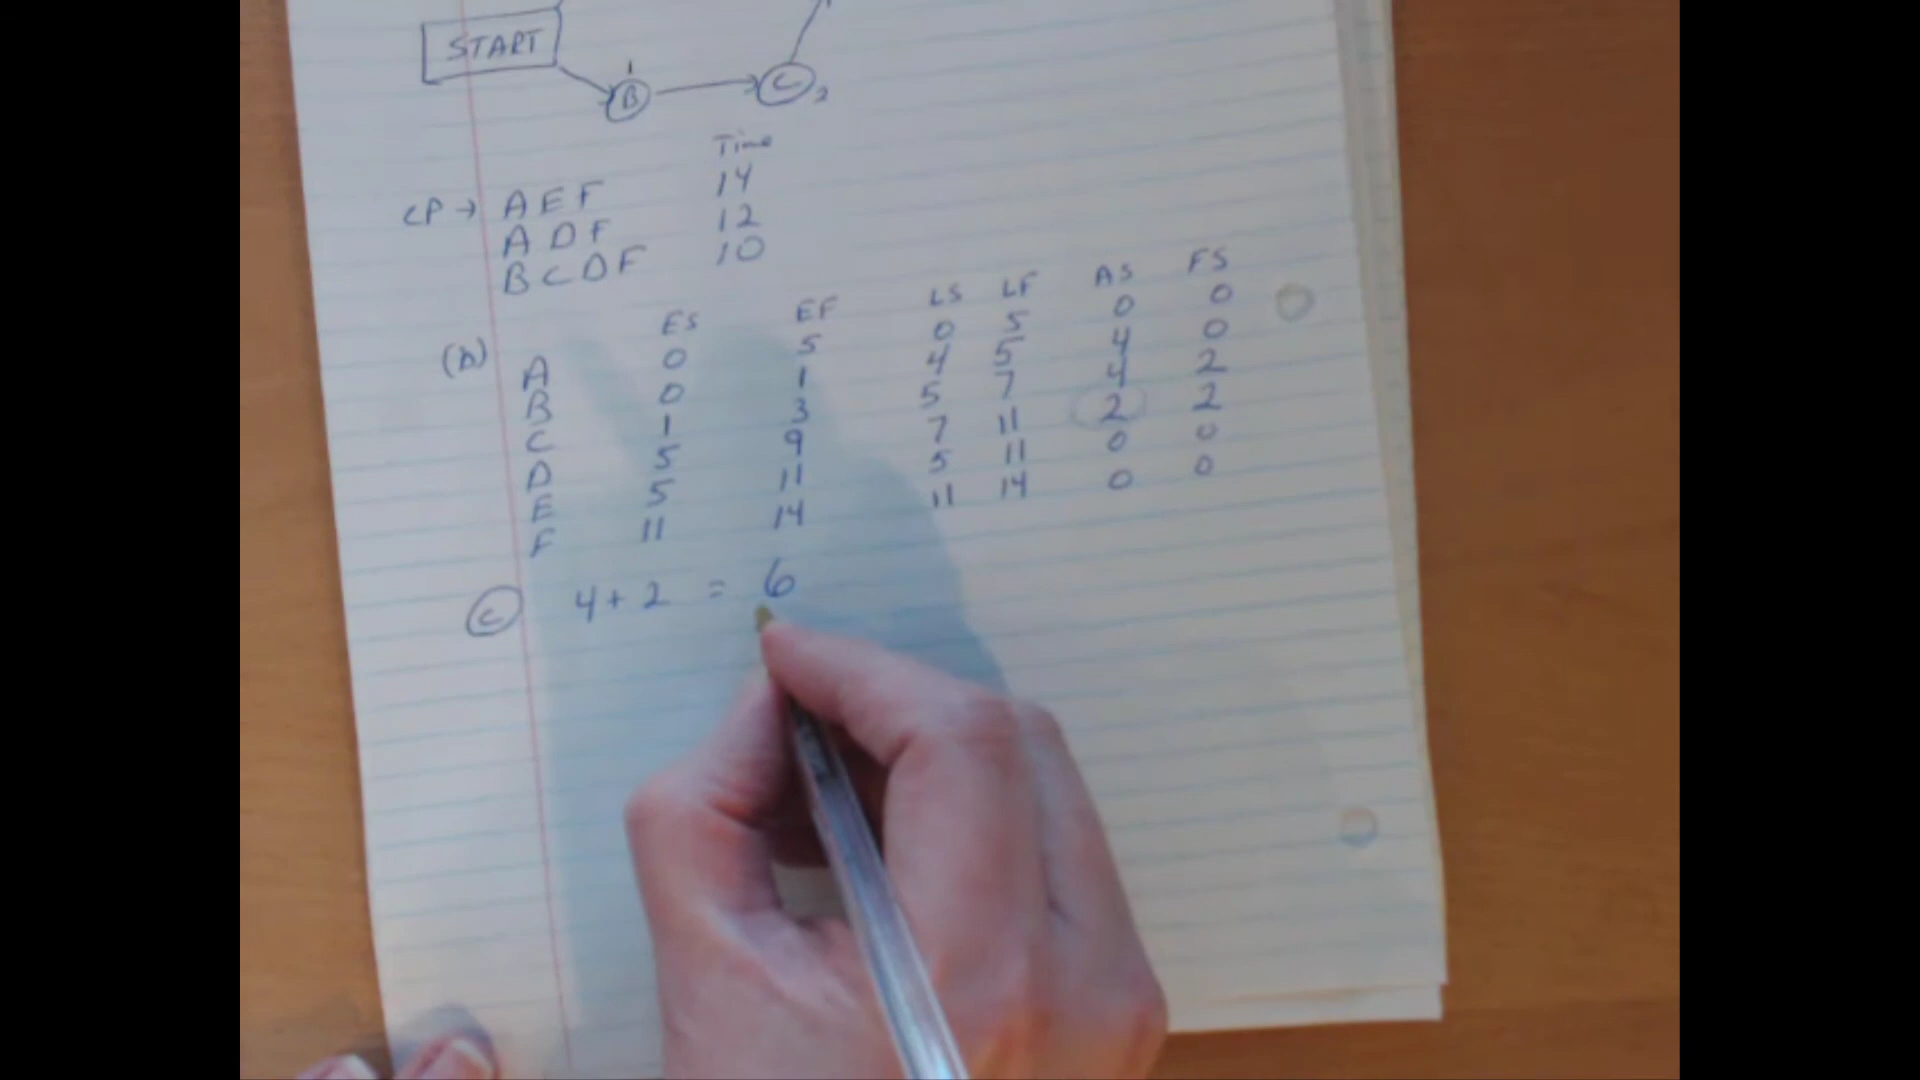 START
1
B
C
2
Time
CP → A E F 14
A D F 12
B C D F 10
ES EF LS LF AS FS
(b)
A 0 5 0 5 0 0
B 0 1 4 5 4 0
C 1 3 5 7 4 2
D 5 9 7 11 2 2
E 5 11 5 11 0 0
F 11 14 11 14 0 0
C 4 + 2 = 6